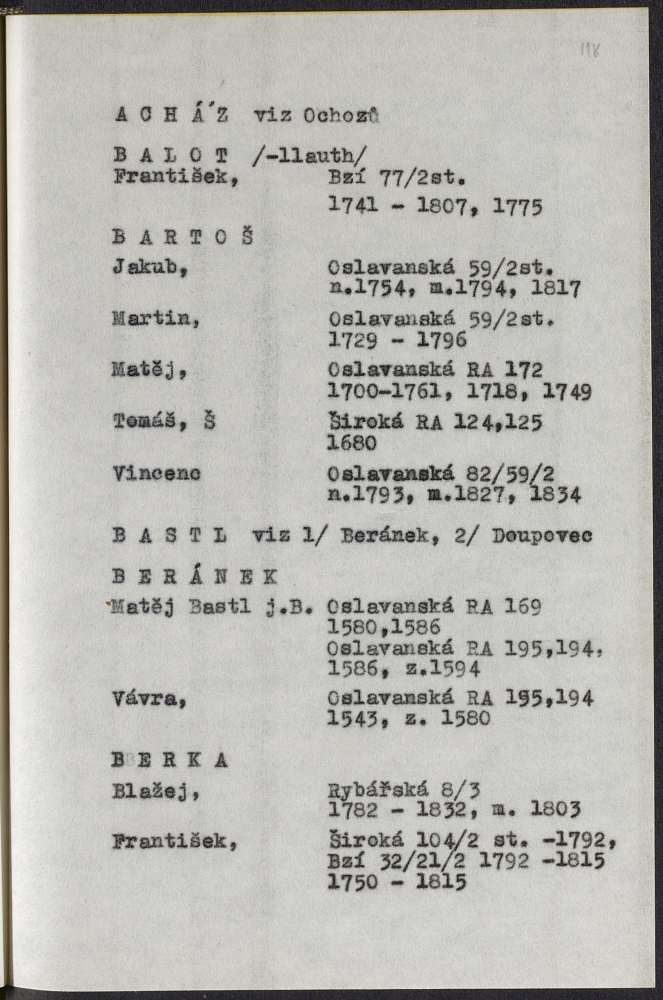 118
A C H Á Z viz Ochozů
B A L O T /-llauth/
František, Bzí 77/2st.
1741 - 1807, 1775
B A R T O Š
Jakub, Oslavanská 59/2st.
n.1754, m.1794, 1817
Martin, Oslavanská 59/2st.
1729 - 1796
Matěj, Oslavanská RA 172
1700-1761, 1718, 1749
Tomáš, Š Široká RA 124,125
1680
Vincenc Oslavanská 82/59/2
n.1793, m.1827, 1834
B A S T L viz 1/ Beránek, 2/ Doupovec
B E R Á N E K
Matěj Bastl j.B. Oslavanská RA 169
1580,1586
Oslavanská RA 195,194,
1586, z.1594
Vávra, Oslavanská RA 195,194
1543, z. 1580
B E R K A
Blažej, Rybářská 8/3
1782 - 1832, m. 1803
František, Široká 104/2 st. -1792,
Bzí 32/21/2 1792 -1815
1750 - 1815